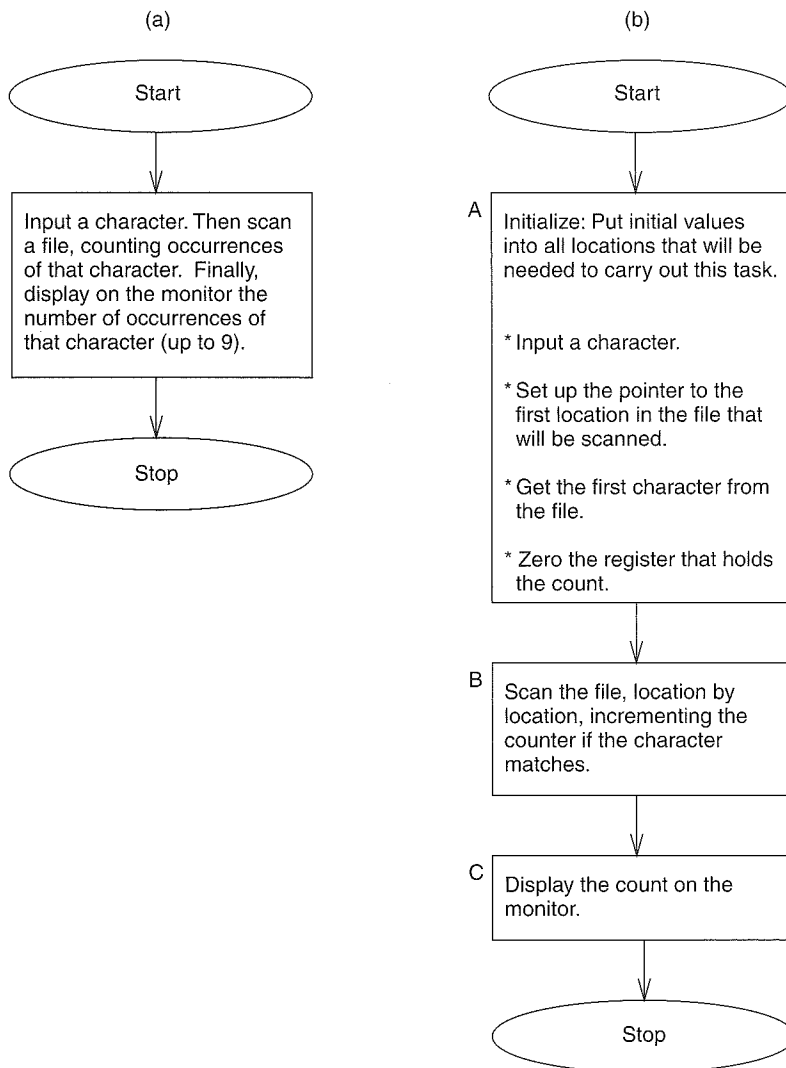 (a)
Start
Input a character. Then scan
a file, counting occurrences
of that character. Finally,
display on the monitor the
number of occurrences of
that character (up to 9).
Stop
(b)
Start
A
Initialize: Put initial values
into all locations that will be
needed to carry out this task.
* Input a character.
* Set up the pointer to the
first location in the file that
will be scanned.
* Get the first character from
the file.
* Zero the register that holds
the count.
B
Scan the file, location by
location, incrementing the
counter if the character
matches.
C
Display the count on the
monitor.
Stop